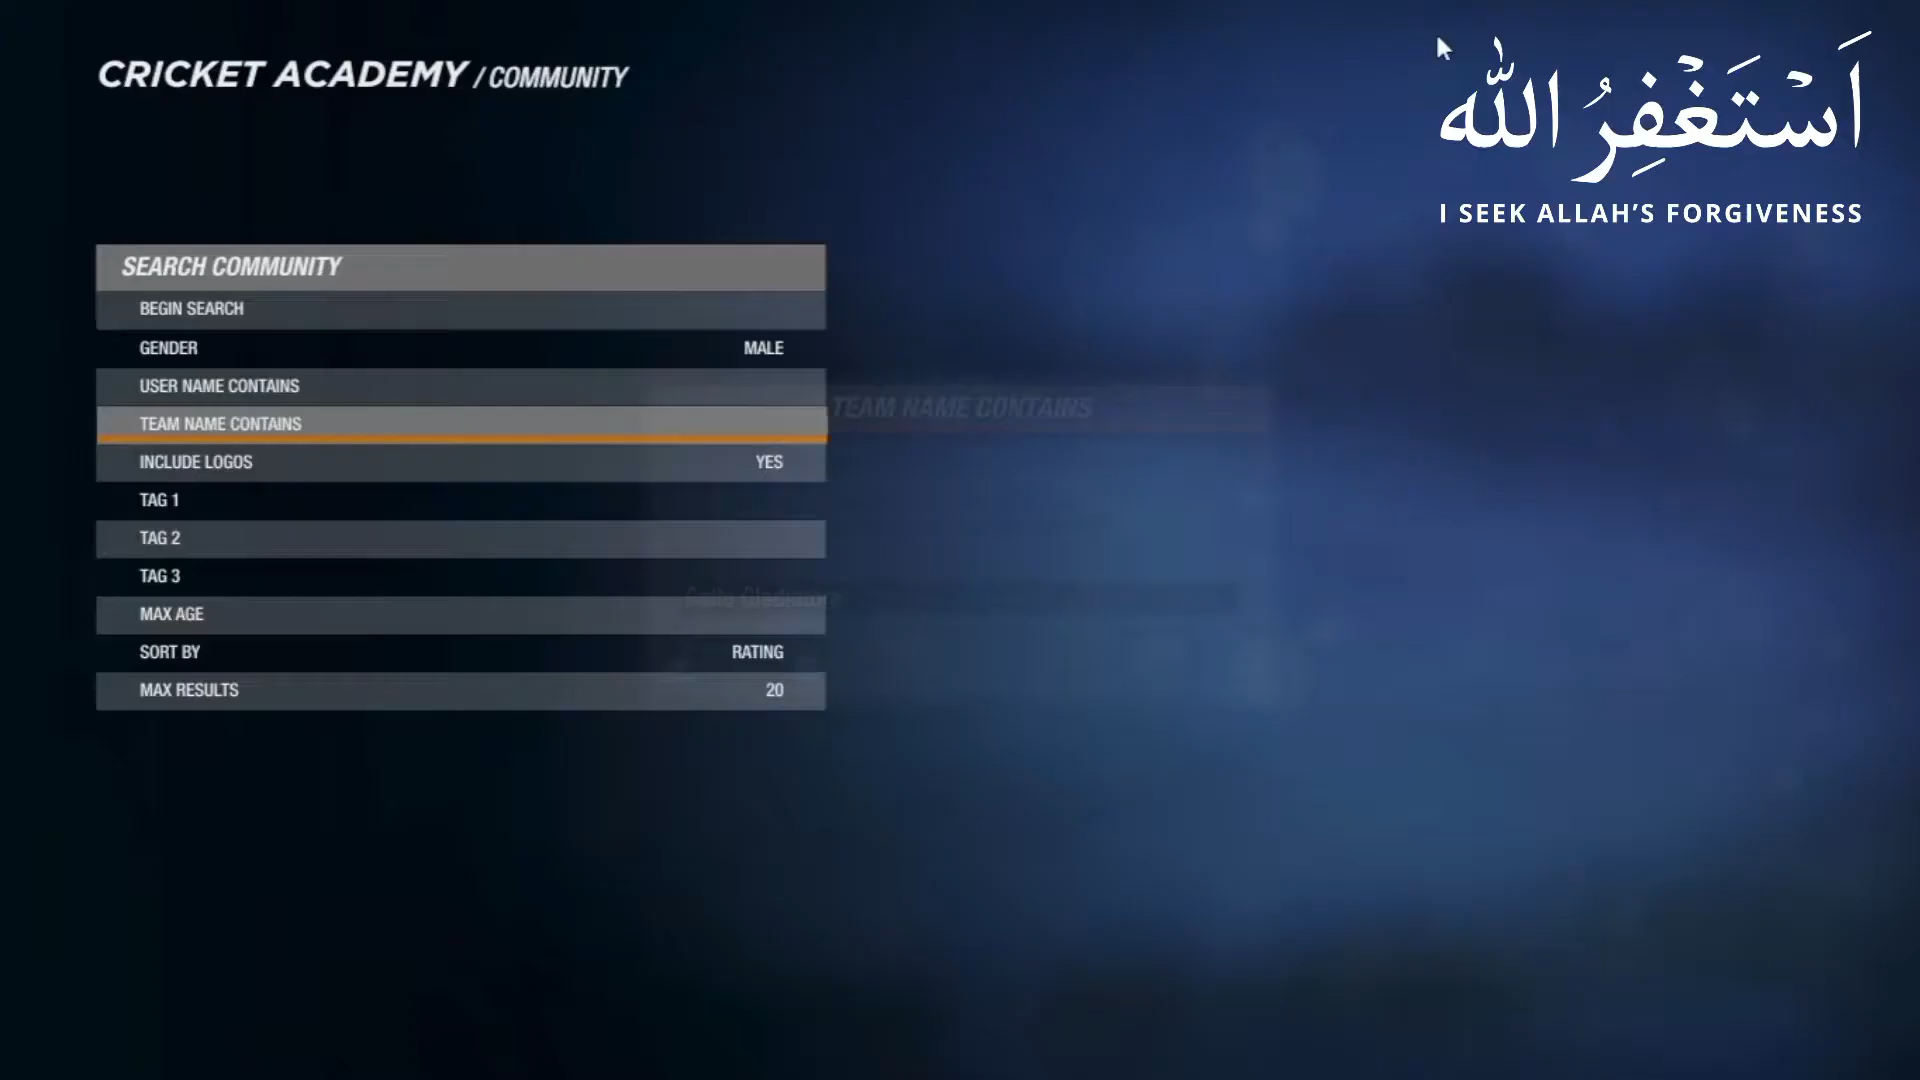 CRICKET ACADEMY / COMMUNITY
اَسْتَغْفِرُ اللّٰه
I SEEK ALLAH'S FORGIVENESS
SEARCH COMMUNITY
BEGIN SEARCH
GENDER MALE
USER NAME CONTAINS
TEAM NAME CONTAINS
TEAM NAME CONTAINS
INCLUDE LOGOS YES
TAG 1
TAG 2
TAG 3
MAX AGE
SORT BY RATING
MAX RESULTS 20